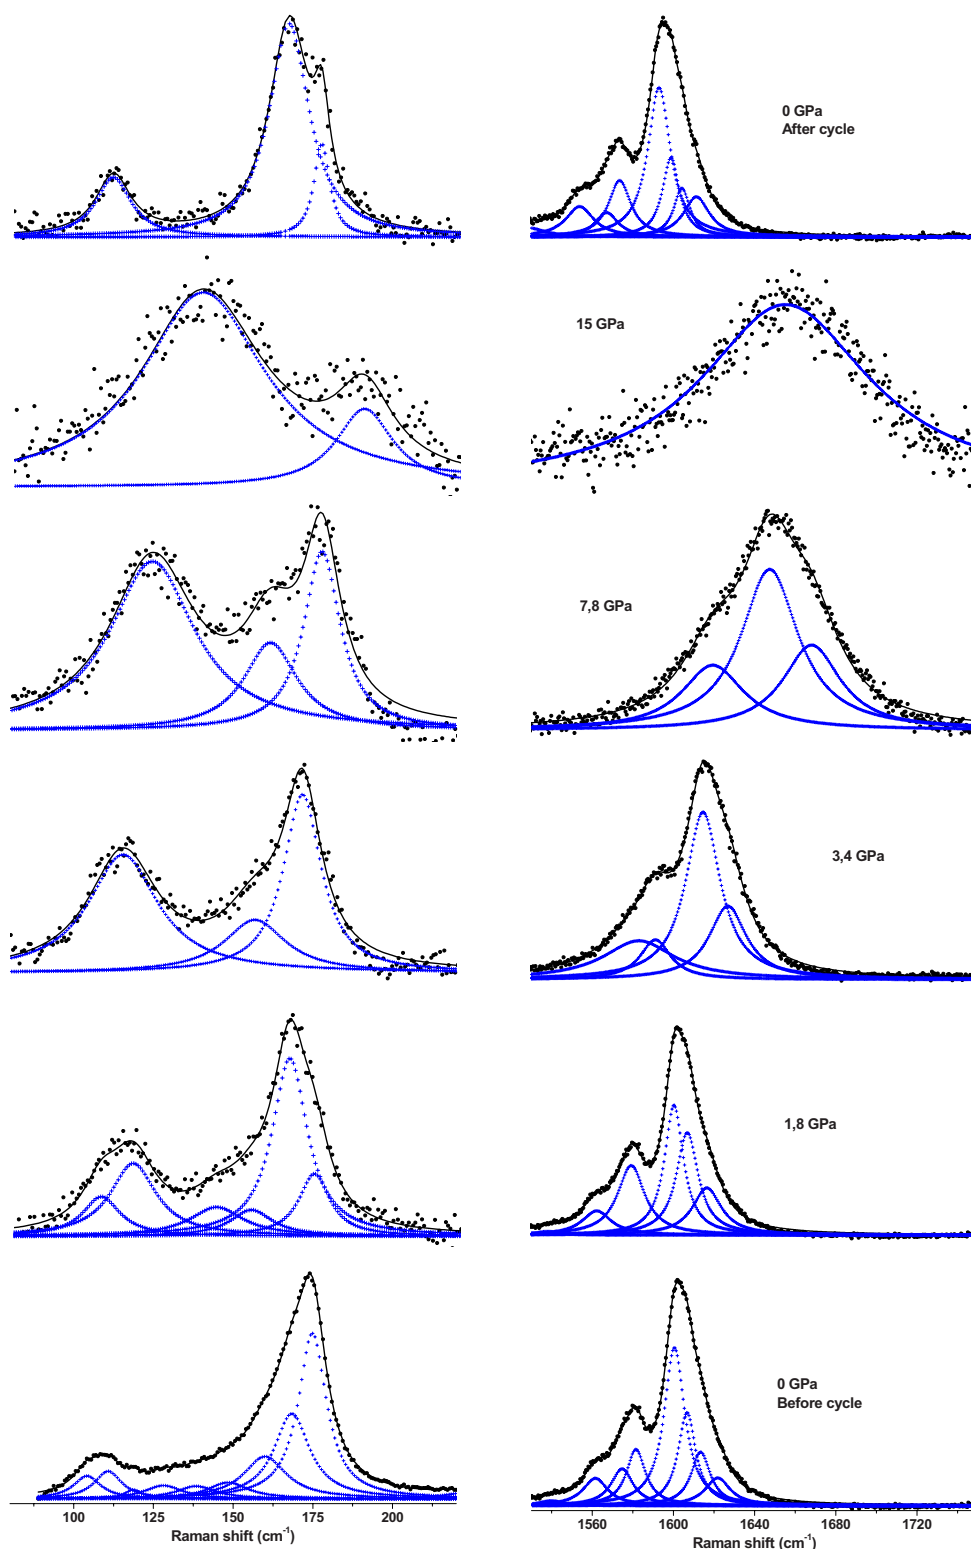 0 GPa
After cycle
15 GPa
7,8 GPa
3,4 GPa
1,8 GPa
0 GPa
Before cycle
100 125 150 175 200
Raman shift (cm⁻¹)
1560 1600 1640 1680 1720
Raman shift (cm⁻¹)